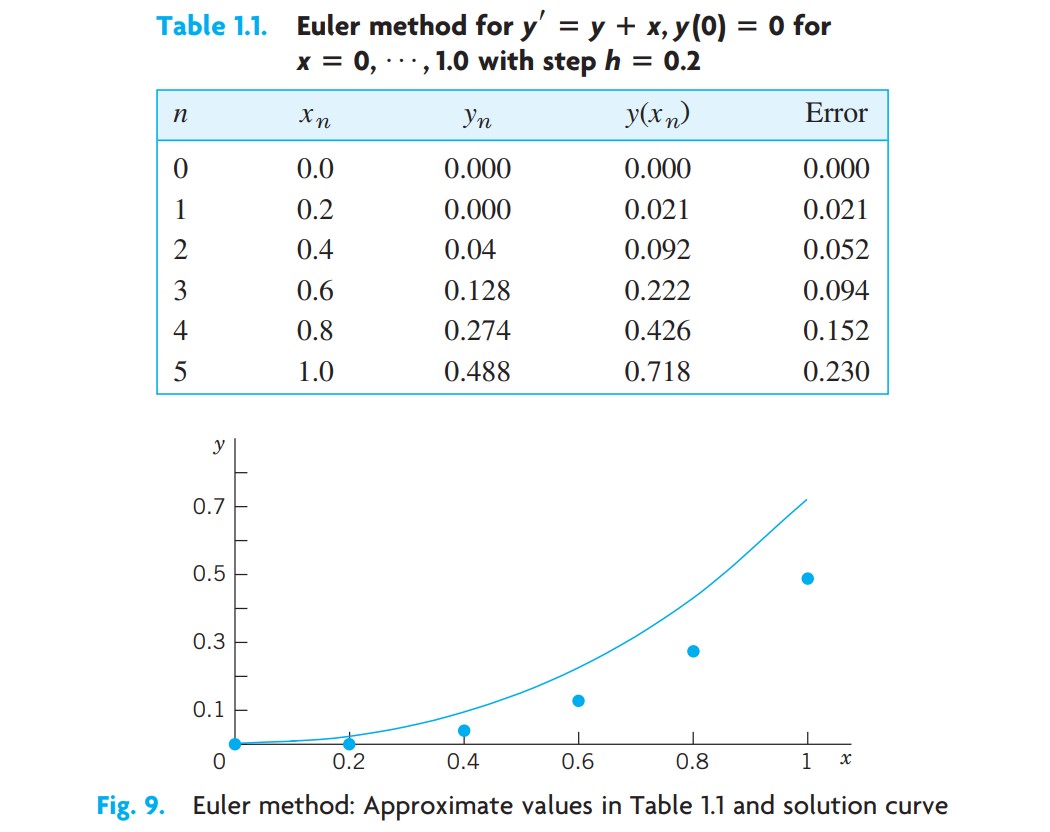 Table 1.1. Euler method for y′ = y + x, y(0) = 0 for
x = 0, ⋯, 1.0 with step h = 0.2
n xₙ yₙ y(xₙ) Error
0 0.0 0.000 0.000 0.000
1 0.2 0.000 0.021 0.021
2 0.4 0.04 0.092 0.052
3 0.6 0.128 0.222 0.094
4 0.8 0.274 0.426 0.152
5 1.0 0.488 0.718 0.230
y
0.7
0.5
0.3
0.1
0 0.2 0.4 0.6 0.8 1 x
Fig. 9. Euler method: Approximate values in Table 1.1 and solution curve